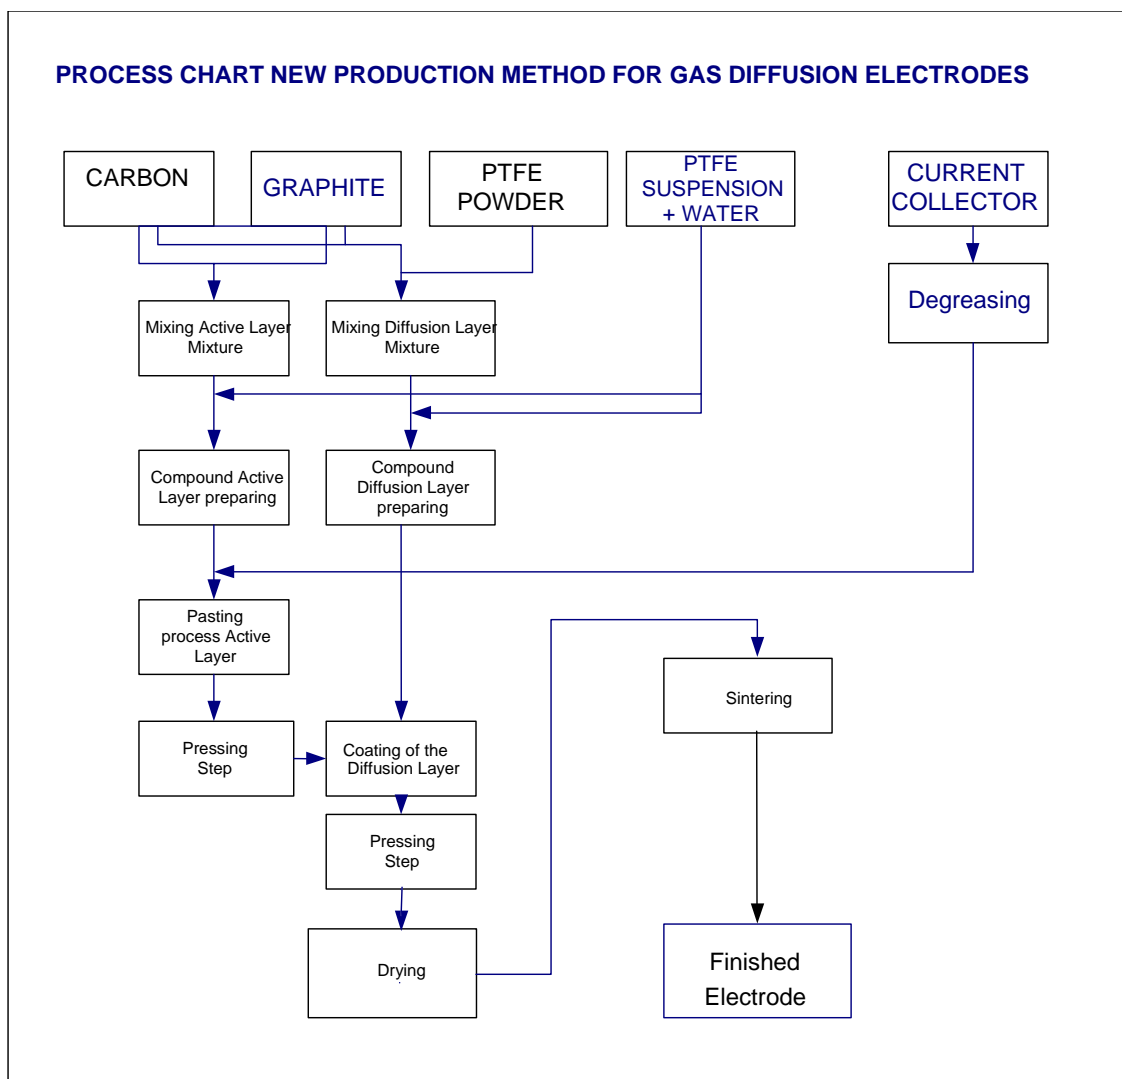 PROCESS CHART NEW PRODUCTION METHOD FOR GAS DIFFUSION ELECTRODES
CARBON
GRAPHITE
PTFE
POWDER
PTFE
SUSPENSION
+ WATER
CURRENT
COLLECTOR
Degreasing
Mixing Active Layer
Mixture
Mixing Diffusion Layer
Mixture
Compound Active
Layer preparing
Compound
Diffusion Layer
preparing
Pasting
process Active
Layer
Sintering
Pressing
Step
Coating of the
Diffusion Layer
Pressing
Step
Drying
Finished
Electrode